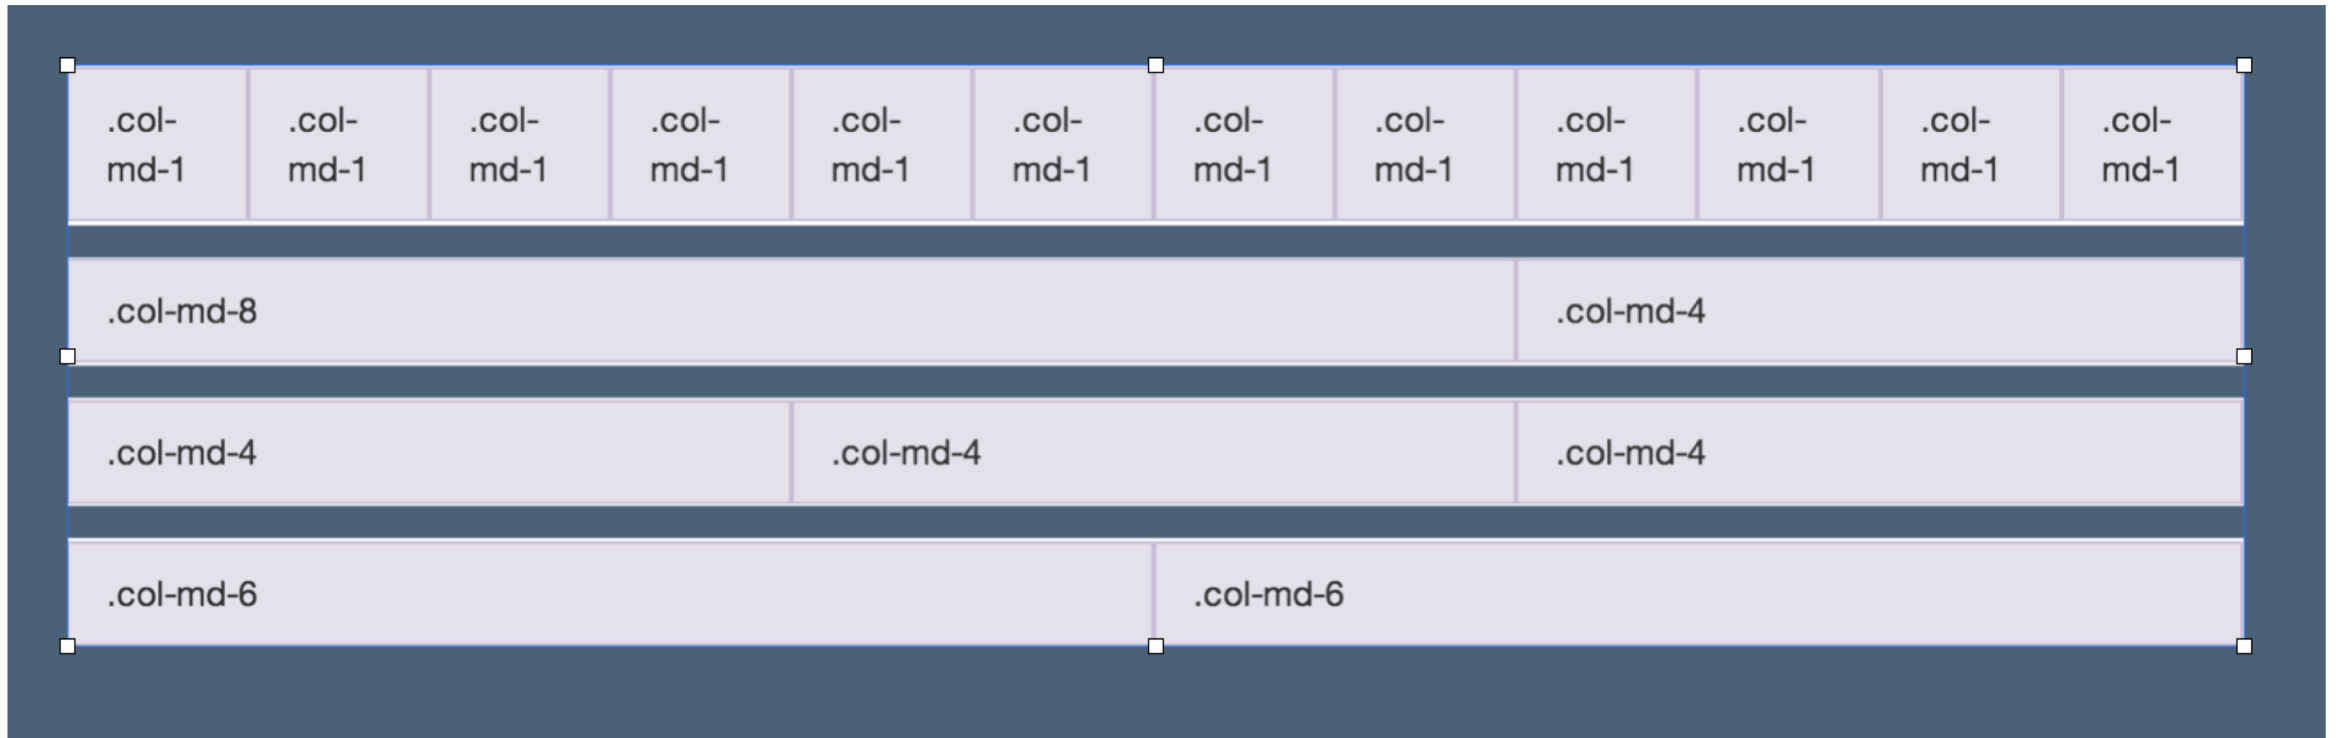 .col- .col- .col- .col- .col- .col- .col- .col- .col- .col- .col- .col-
md-1 md-1 md-1 md-1 md-1 md-1 md-1 md-1 md-1 md-1 md-1 md-1
.col-md-8 .col-md-4
.col-md-4 .col-md-4 .col-md-4
.col-md-6 .col-md-6